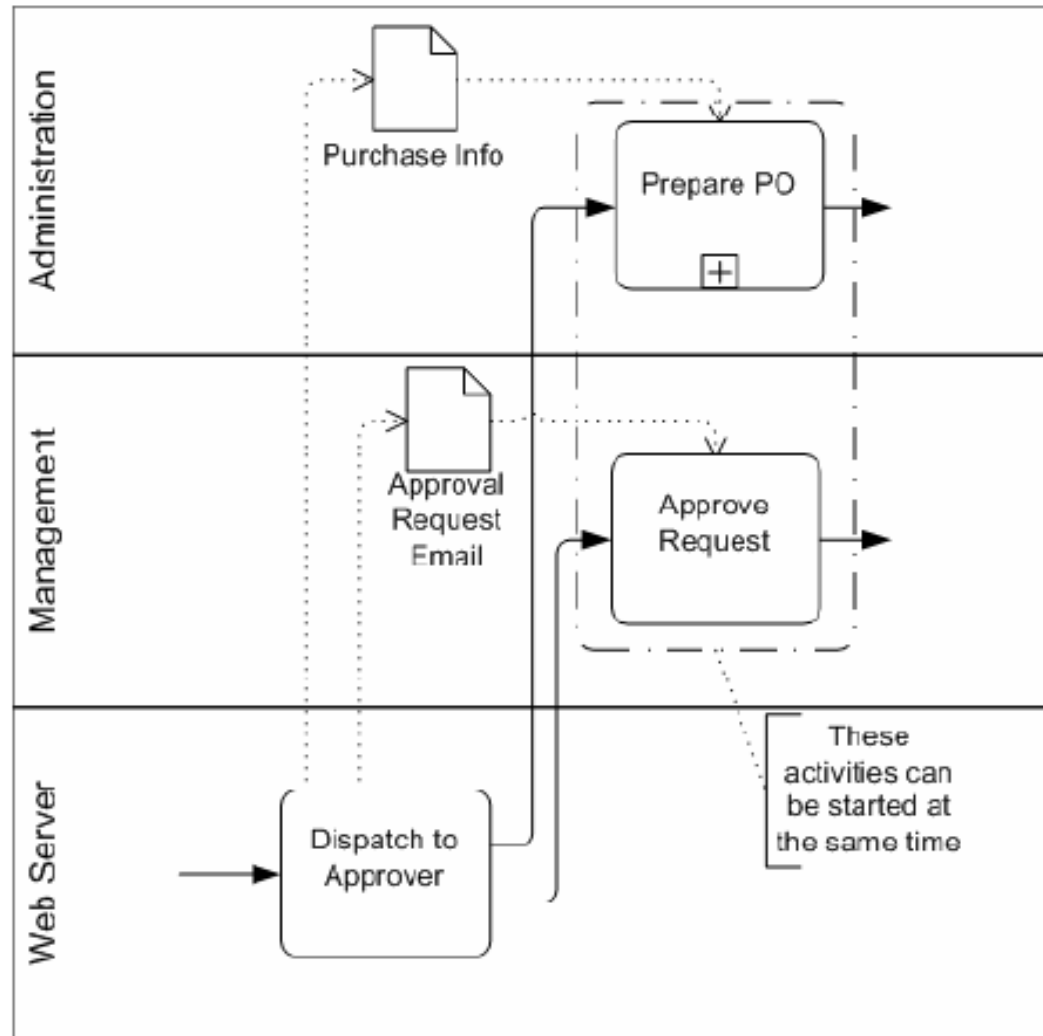 Administration
Purchase Info
Prepare PO
Management
Approval
Request
Email
Approve
Request
Web Server
Dispatch to
Approver
These
activities can
be started at
the same time